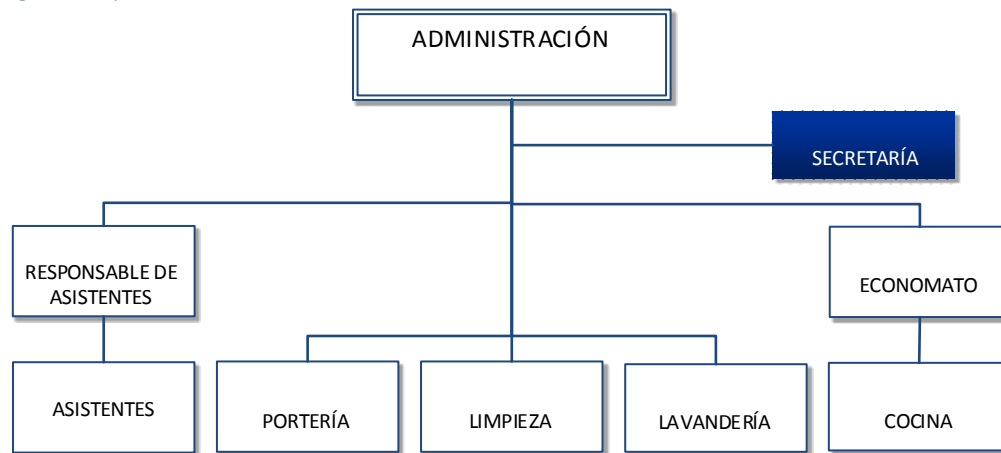 ADMINISTRACIÓN
SECRETARÍA
RESPONSABLE DE
ASISTENTES
ECONOMATO
ASISTENTES
PORTERÍA
LIMPIEZA
LAVANDERÍA
COCINA